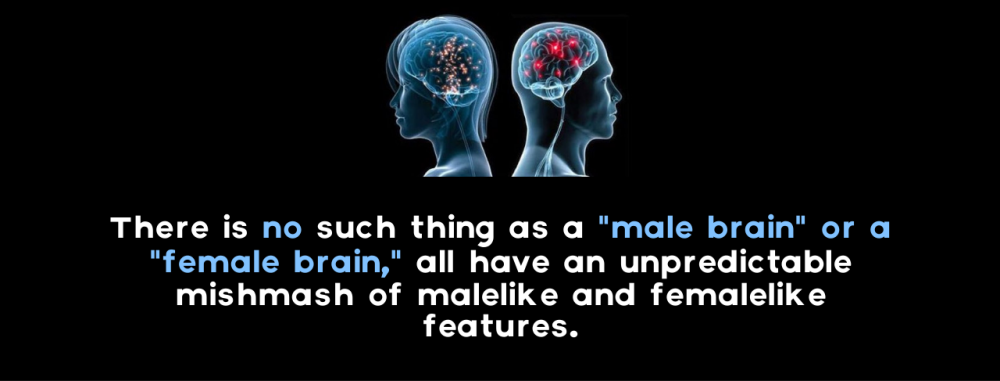 There is no such thing as a "male brain" or a
"female brain," all have an unpredictable
mishmash of malelike and femalelike
features.